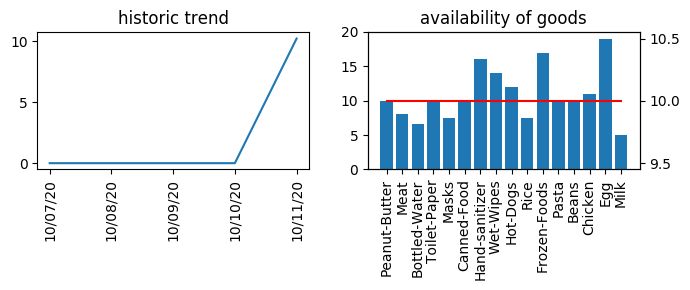 historic trend
10
5
0
10/07/20
10/08/20
10/09/20
10/10/20
10/11/20
availability of goods
20
15
10
5
0
10.5
10.0
9.5
Peanut-Butter
Meat
Bottled-Water
Toilet-Paper
Masks
Canned-Food
Hand-sanitizer
Wet-Wipes
Hot-Dogs
Rice
Frozen-Foods
Pasta
Beans
Chicken
Egg
Milk